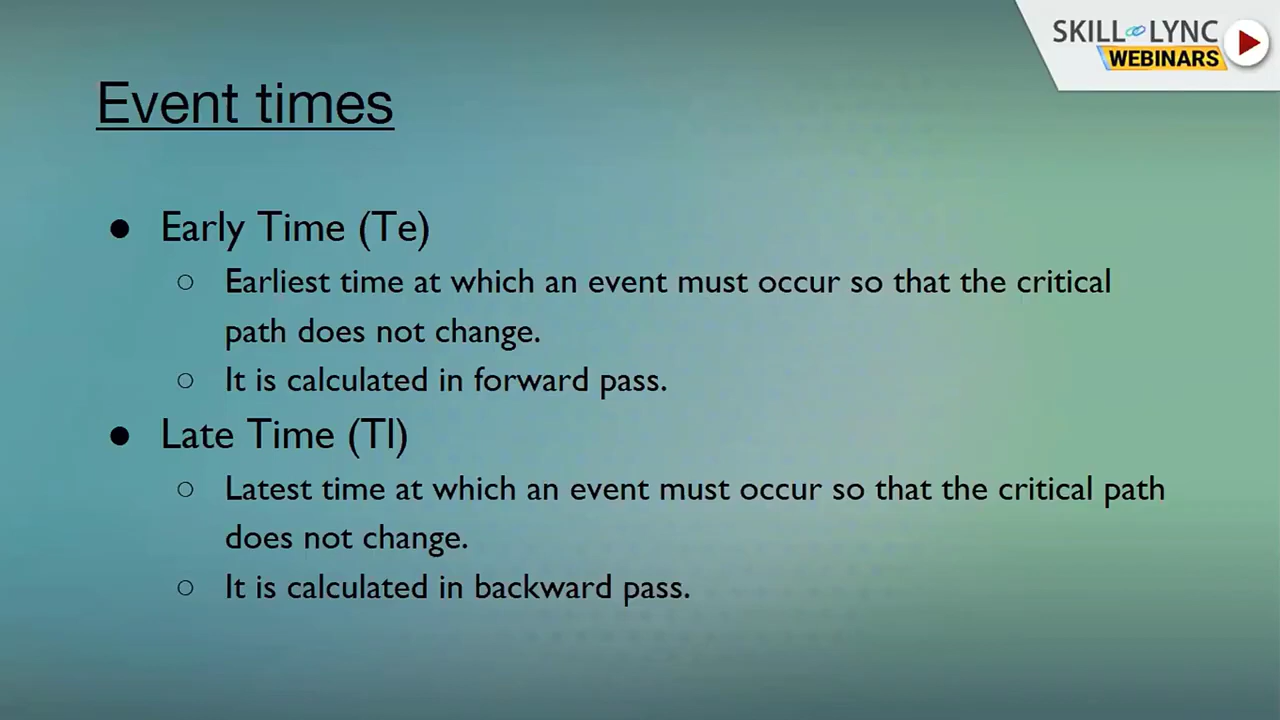 SKILL LYNC
WEBINARS
Event times
● Early Time (Te)
○ Earliest time at which an event must occur so that the critical
path does not change.
○ It is calculated in forward pass.
● Late Time (Tl)
○ Latest time at which an event must occur so that the critical path
does not change.
○ It is calculated in backward pass.